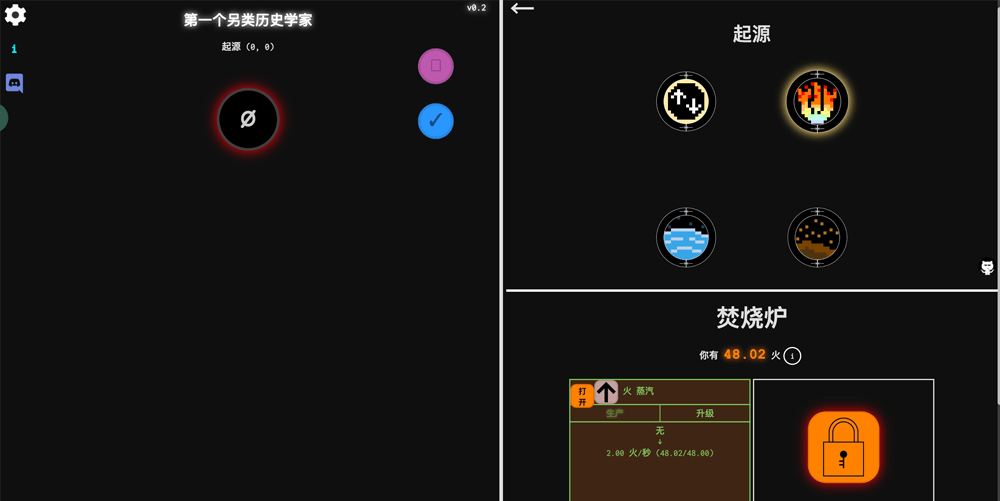 v0.2
第一个另类历史学家
起源 (0, 0)
i
Ø
✓
起源
焚烧炉
你有 48.02 火 i
打开
火 蒸汽
生产
升级
无
↓
2.00 火/秒 (48.02/48.00)